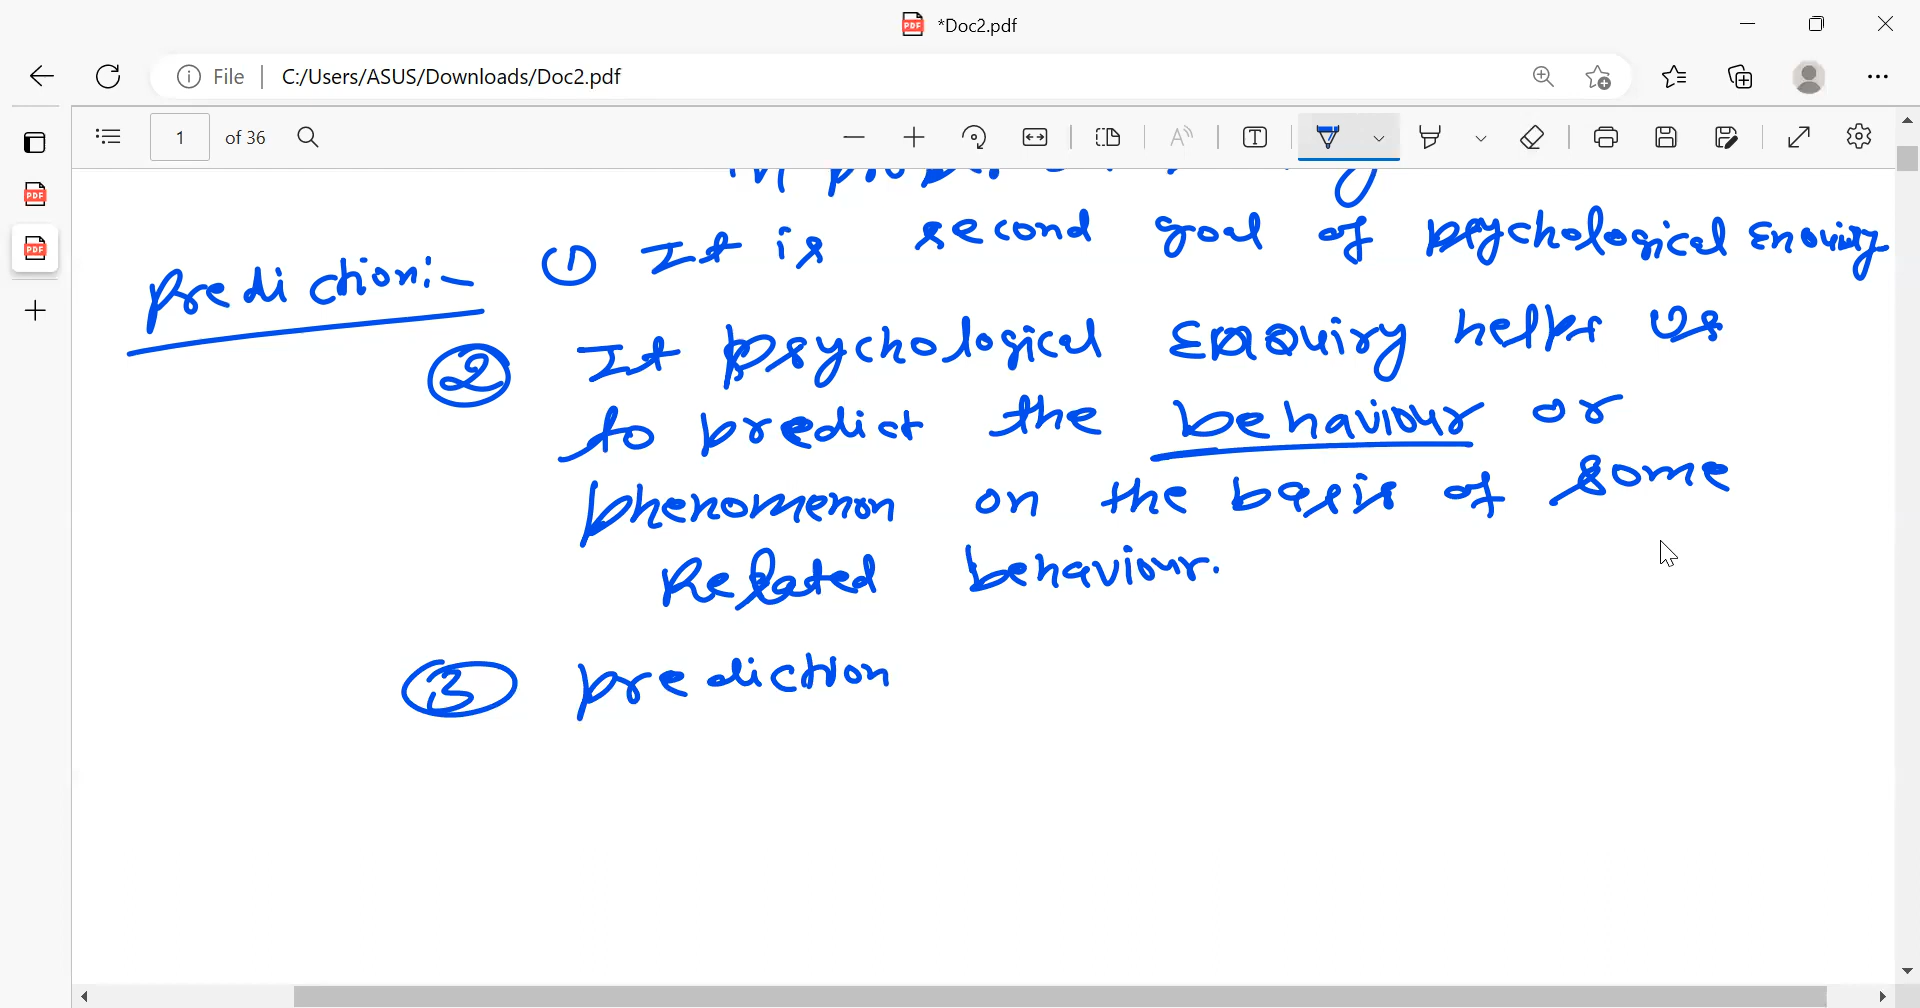 *Doc2.pdf
File | C:/Users/ASUS/Downloads/Doc2.pdf
1 of 36
Prediction:- ① It is second goal of psychological Enquiry
② It psychological Enquiry helps us
to predict the behaviour or
phenomenon on the basis of some
Related behaviour.
③ prediction